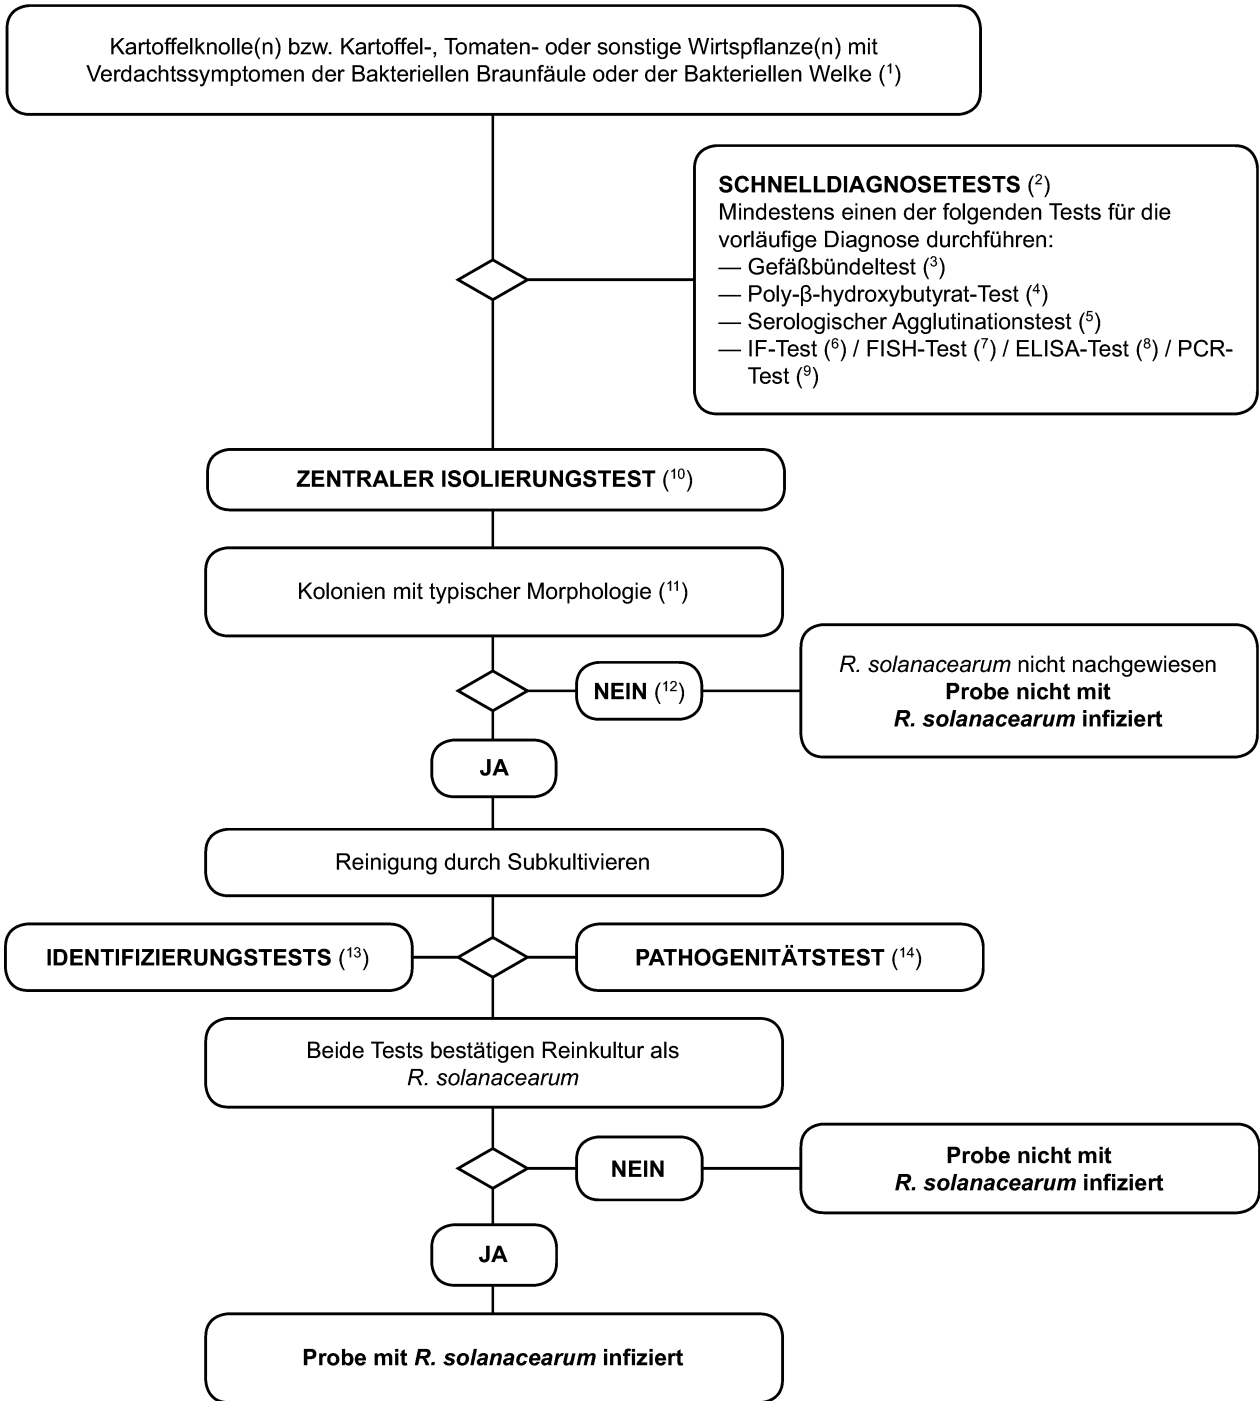 Kartoffelknolle(n) bzw. Kartoffel-, Tomaten- oder sonstige Wirtspflanze(n) mit
Verdachtssymptomen der Bakteriellen Braunfäule oder der Bakteriellen Welke (¹)
SCHNELLDIAGNOSETESTS (²)
Mindestens einen der folgenden Tests für die
vorläufige Diagnose durchführen:
— Gefäßbündeltest (³)
— Poly-β-hydroxybutyrat-Test (⁴)
— Serologischer Agglutinationstest (⁵)
— IF-Test (⁶) / FISH-Test (⁷) / ELISA-Test (⁸) / PCR-
Test (⁹)
ZENTRALER ISOLIERUNGSTEST (¹⁰)
Kolonien mit typischer Morphologie (¹¹)
NEIN (¹²)
R. solanacearum nicht nachgewiesen
Probe nicht mit
R. solanacearum infiziert
JA
Reinigung durch Subkultivieren
IDENTIFIZIERUNGSTESTS (¹³)
PATHOGENITÄTSTEST (¹⁴)
Beide Tests bestätigen Reinkultur als
R. solanacearum
NEIN
Probe nicht mit
R. solanacearum infiziert
JA
Probe mit R. solanacearum infiziert